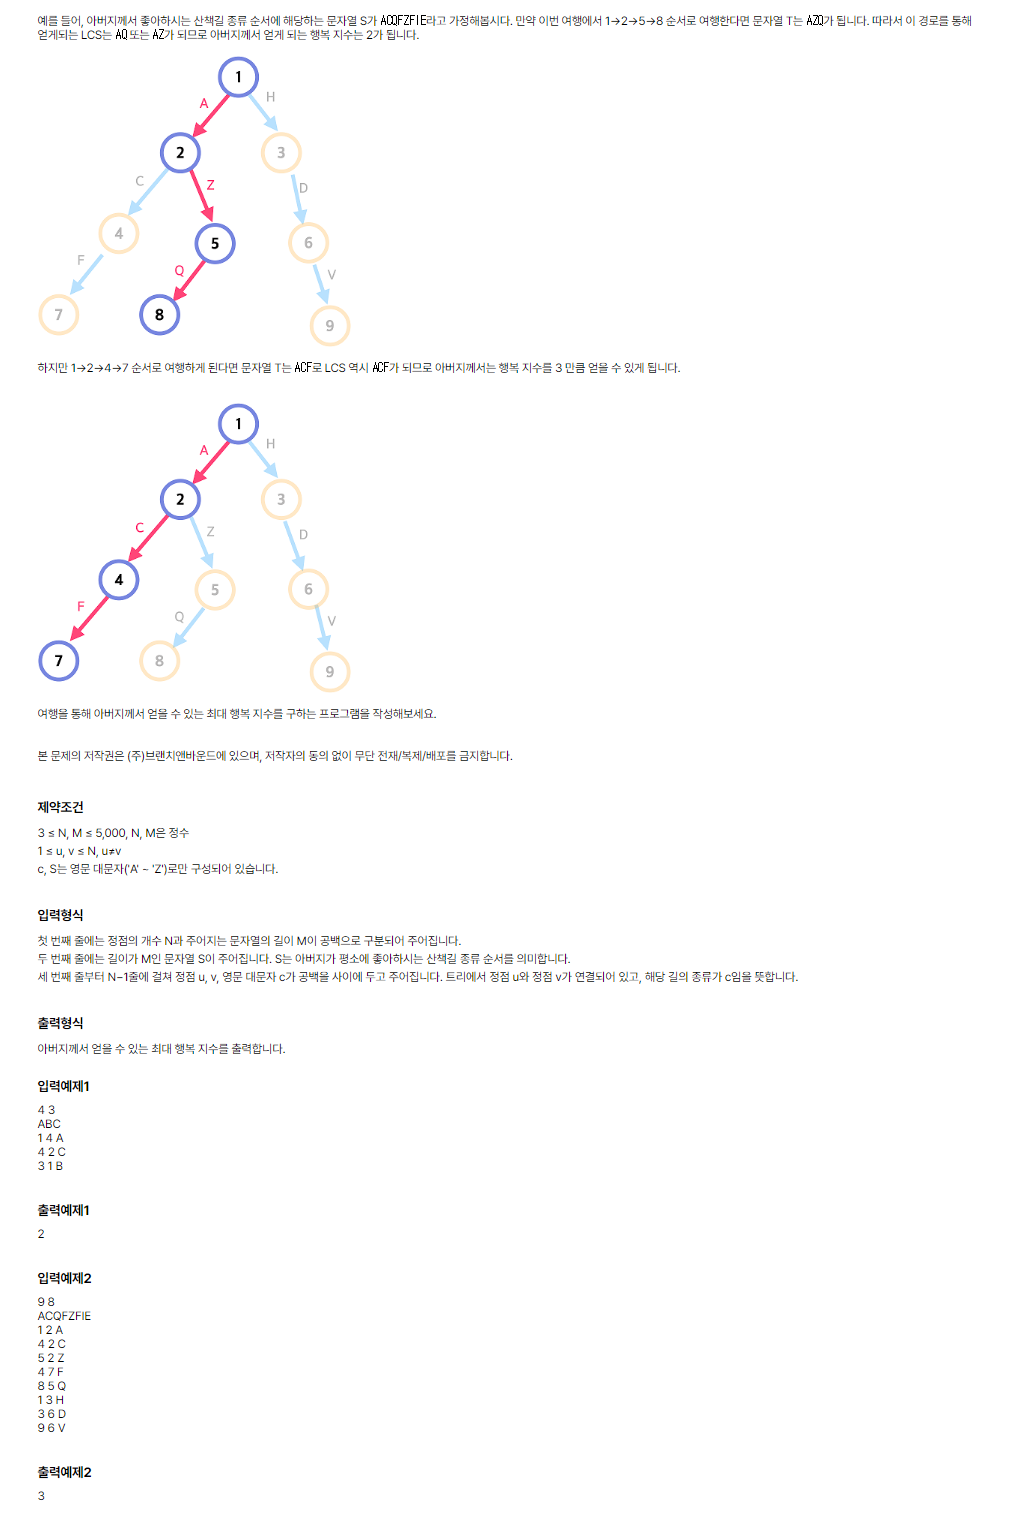 예를 들어, 아버지께서 좋아하시는 산책길 종류 순서에 해당하는 문자열 S가 ACQFZFIE라고 가정해봅시다. 만약 이번 여행에서 1→2→5→8 순서로 여행한다면 문자열 T는 AZQ가 됩니다. 따라서 이 경로를 통해
얻게되는 LCS는 AQ 또는 AZ가 되므로 아버지께서 얻게 되는 행복 지수는 2가 됩니다.
1
A
H
2
3
C
Z
D
4
5
6
F
Q
V
7
8
9
하지만 1→2→4→7 순서로 여행하게 된다면 문자열 T는 ACF로 LCS 역시 ACF가 되므로 아버지께서는 행복 지수를 3 만큼 얻을 수 있게 됩니다.
1
A
H
2
3
C
Z
D
4
5
6
F
Q
V
7
8
9
여행을 통해 아버지께서 얻을 수 있는 최대 행복 지수를 구하는 프로그램을 작성해보세요.
본 문제의 저작권은 (주)브랜치앤바운드에 있으며, 저작자의 동의 없이 무단 전재/복제/배포를 금지합니다.
제약조건
3 ≤ N, M ≤ 5,000, N, M은 정수
1 ≤ u, v ≤ N, u≠v
c, S는 영문 대문자('A' ~ 'Z')로만 구성되어 있습니다.
입력형식
첫 번째 줄에는 정점의 개수 N과 주어지는 문자열의 길이 M이 공백으로 구분되어 주어집니다.
두 번째 줄에는 길이가 M인 문자열 S이 주어집니다. S는 아버지가 평소에 좋아하시는 산책길 종류 순서를 의미합니다.
세 번째 줄부터 N-1줄에 걸쳐 정점 u, v, 영문 대문자 c가 공백을 사이에 두고 주어집니다. 트리에서 정점 u와 정점 v가 연결되어 있고, 해당 길의 종류가 c임을 뜻합니다.
출력형식
아버지께서 얻을 수 있는 최대 행복 지수를 출력합니다.
입력예제1
4 3
ABC
1 4 A
4 2 C
3 1 B
출력예제1
2
입력예제2
9 8
ACQFZFIE
1 2 A
4 2 C
5 2 Z
4 7 F
8 5 Q
1 3 H
3 6 D
9 6 V
출력예제2
3